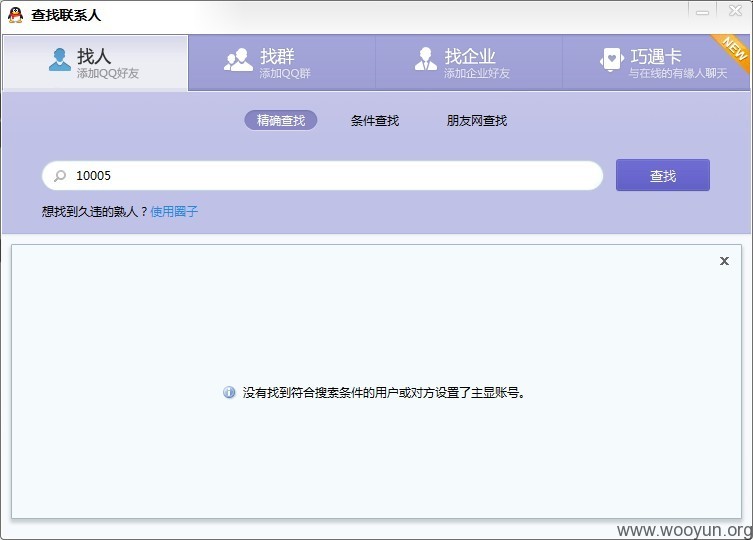 查找联系人
找人
添加QQ好友
找群
添加QQ群
找企业
添加企业好友
巧遇卡
与在线的有缘人聊天
NEW
精确查找
条件查找
朋友网查找
10005
查找
想找到久违的熟人？使用圈子
没有找到符合搜索条件的用户或对方设置了主显账号。
www.wooyun.org